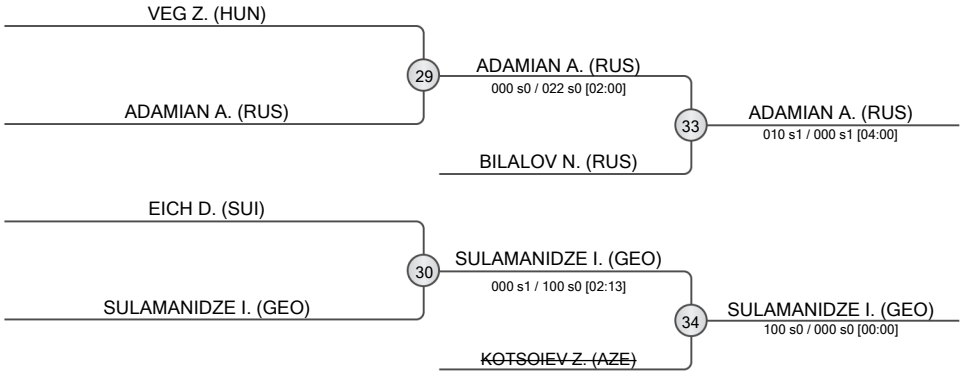 VEG Z. (HUN)
29
ADAMIAN A. (RUS)
000 s0 / 022 s0 [02:00]
ADAMIAN A. (RUS)
33
ADAMIAN A. (RUS)
010 s1 / 000 s1 [04:00]
BILALOV N. (RUS)
EICH D. (SUI)
30
SULAMANIDZE I. (GEO)
000 s1 / 100 s0 [02:13]
SULAMANIDZE I. (GEO)
34
SULAMANIDZE I. (GEO)
100 s0 / 000 s0 [00:00]
KOTSOIEV Z. (AZE)